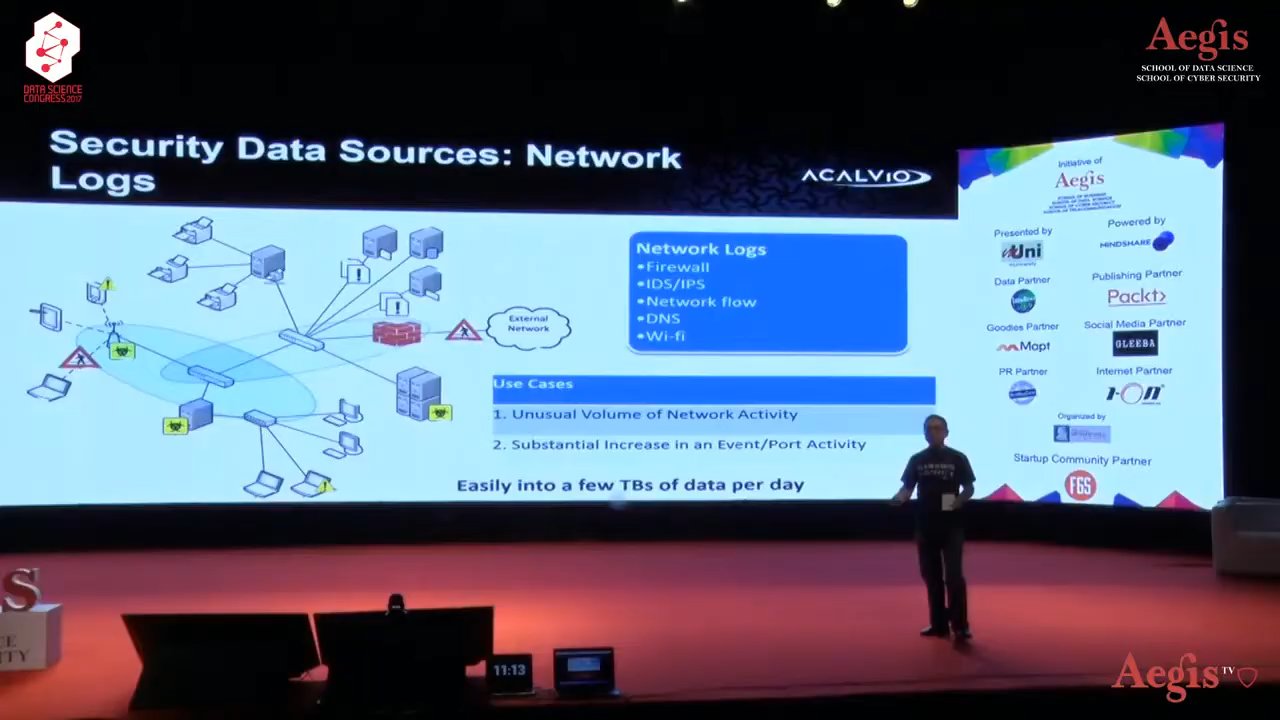 DATA SCIENCE
CONGRESS 2017
Aegis
SCHOOL OF DATA SCIENCE
SCHOOL OF CYBER SECURITY
Security Data Sources: Network
Logs
ACALVIO
External
Network
Network Logs
•Firewall
•IDS/IPS
•Network flow
•DNS
•Wi-fi
Use Cases
1. Unusual Volume of Network Activity
2. Substantial Increase in an Event/Port Activity
Easily into a few TBs of data per day
Initiative of
Aegis
Presented by
Powered by
MINDSHARE
Data Partner
Publishing Partner
Packt>
Goodies Partner
Mapt
Social Media Partner
GLEEBA
PR Partner
Internet Partner
I-ON
Organized by
Startup Community Partner
FGS
S
CE
ITY
11:13
Aegis TV